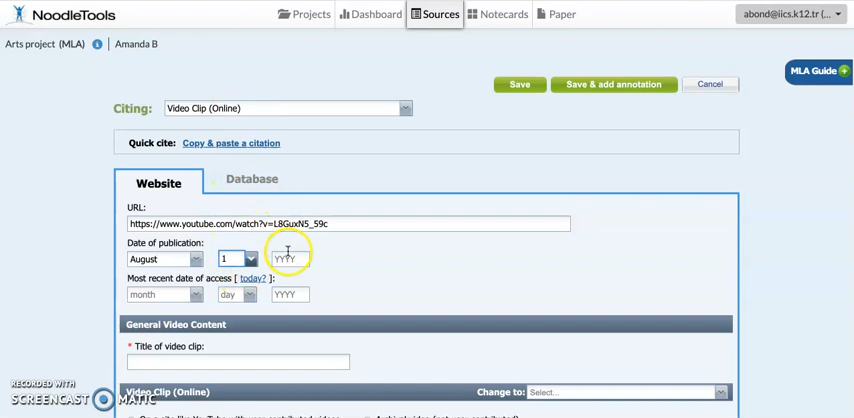 NoodleTools
Projects Dashboard Sources Notecards Paper abond@iics.k12.tr (...
Arts project (MLA) i Amanda B
MLA Guide
Save Save & add annotation Cancel
Citing: Video Clip (Online)
Quick cite: Copy & paste a citation
Website Database
URL:
https://www.youtube.com/watch?v=L8GuxN5_59c
Date of publication:
August 1 YYYY
Most recent date of access [ today? ]:
month day YYYY
General Video Content
* Title of video clip:
Video Clip (Online) Change to: Select...
RECORDED WITH
SCREENCAST MATIC